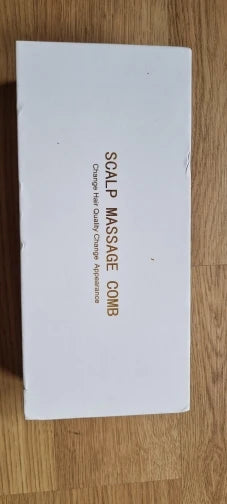 SCALP MASSAGE COMB
Change Hair Quality Change Appearance